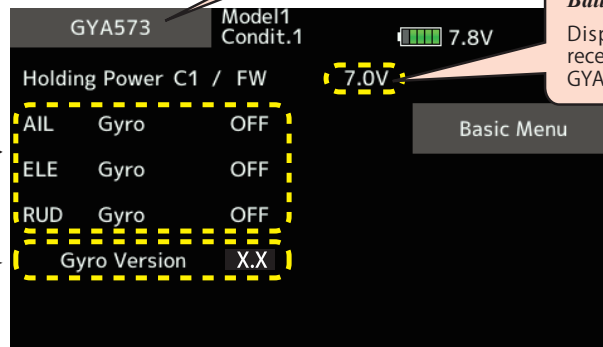 GYA573
Model1
Condit.1
7.8V
Holding Power C1 / FW
7.0V
Disp
rece
GYA
AIL Gyro OFF
Basic Menu
ELE Gyro OFF
RUD Gyro OFF
Gyro Version X.X